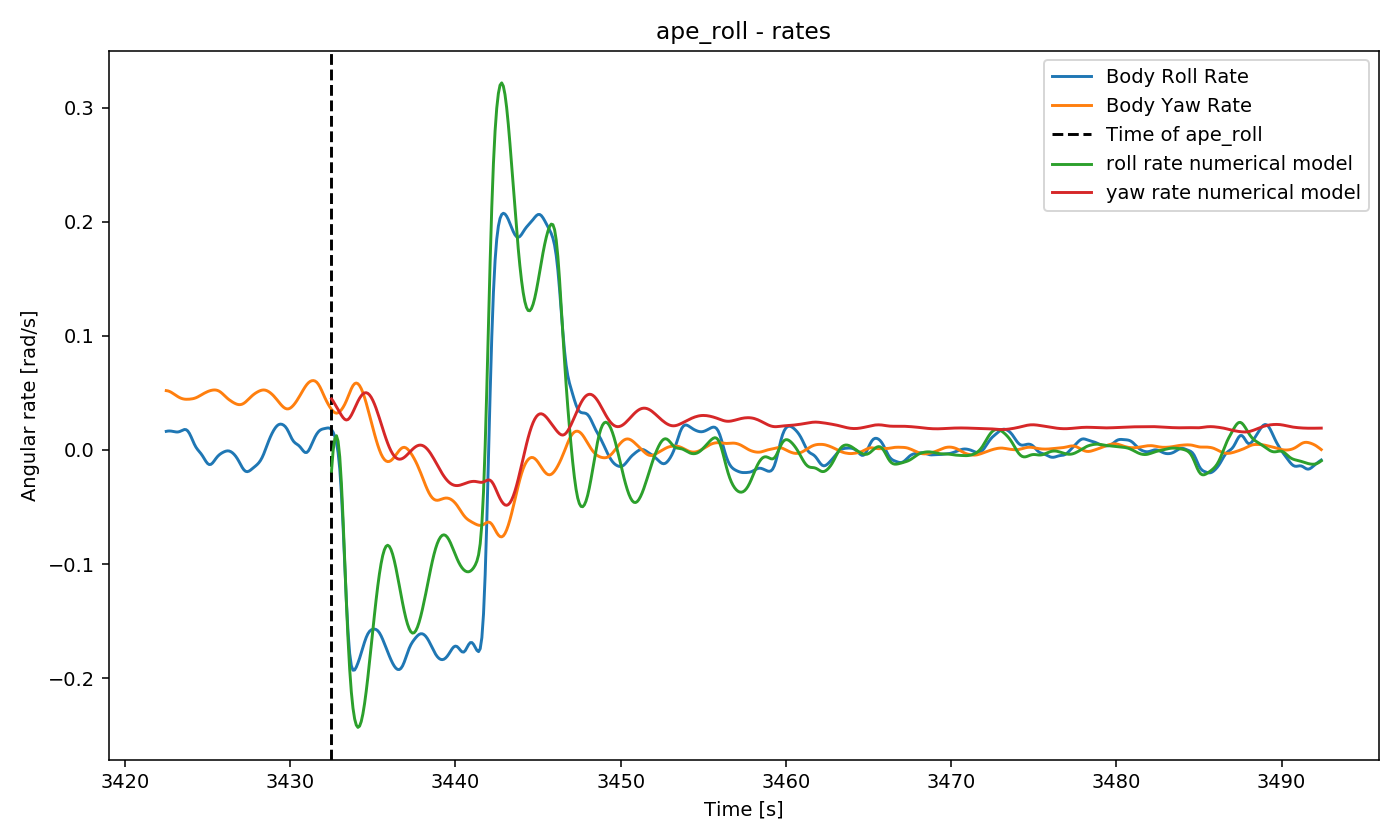 ape_roll - rates
Body Roll Rate
Body Yaw Rate
Time of ape_roll
roll rate numerical model
yaw rate numerical model
Angular rate [rad/s]
0.3
0.2
0.1
0.0
−0.1
−0.2
3420 3430 3440 3450 3460 3470 3480 3490
Time [s]